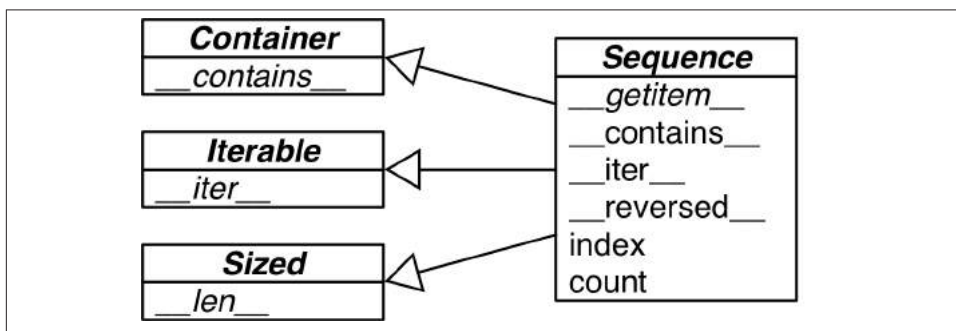 Container
__contains__
Iterable
__iter__
Sized
__len__
Sequence
__getitem__
__contains__
__iter__
__reversed__
index
count